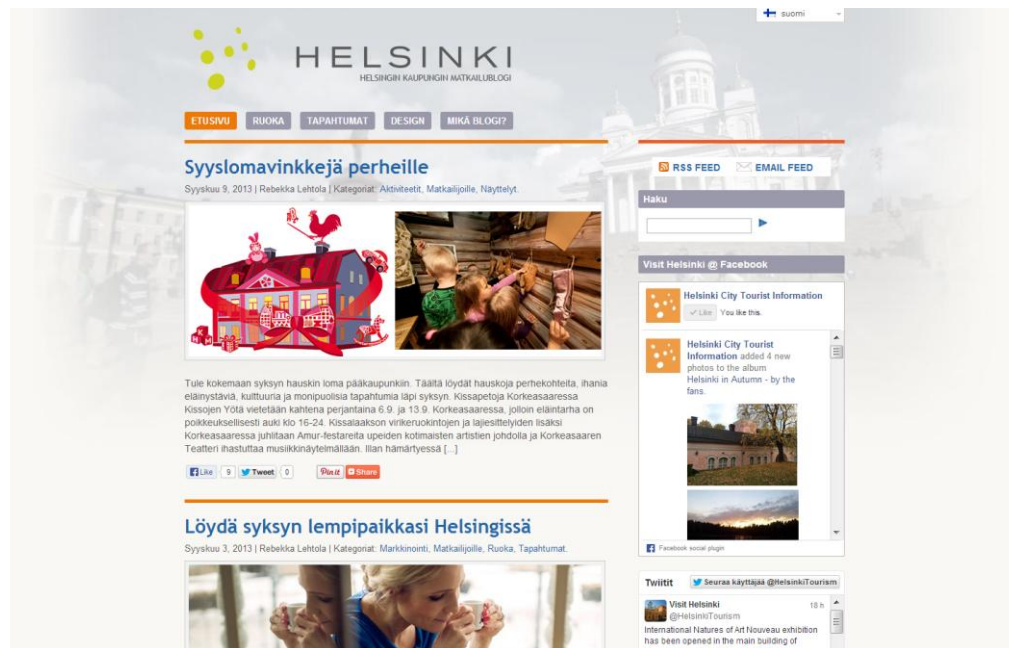 suomi
HELSINKI
HELSINGIN KAUPUNGIN MATKAILUBLOGI
ETUSIVU RUOKA TAPAHTUMAT DESIGN MIKÄ BLOGI?
Syyslomavinkkejä perheille
Syyskuu 9, 2013 | Rebekka Lehtola | Kategoriat: Aktiviteetit, Matkailijoille, Näyttelyt.
Tule kokemaan syksyn hauskin loma pääkaupunkiin. Täältä löydät hauskoja perhekohteita, ihania
eläinystäviä, kulttuuria ja monipuolisia tapahtumia läpi syksyn. Kissapetoja Korkeasaaressa
Kissojen Yötä vietetään kahtena perjantaina 6.9. ja 13.9. Korkeasaaressa, jolloin eläintarha on
poikkeuksellisesti auki klo 16-24. Kissalaakson virikeruokintojen ja lajiesittelyiden lisäksi
Korkeasaaressa juhlitaan Amur-festareita upeiden kotimaisten artistien johdolla ja Korkeasaaren
Teatteri ihastuttaa musiikkinäytelmällään. Illan hämärtyessä [...]
Like 9 Tweet 0 Pin it Share
Löydä syksyn lempipaikkasi Helsingissä
Syyskuu 3, 2013 | Rebekka Lehtola | Kategoriat: Markkinointi, Matkailijoille, Ruoka, Tapahtumat.
RSS FEED EMAIL FEED
Haku
Visit Helsinki @ Facebook
Helsinki City Tourist Information
Like You like this.
Helsinki City Tourist
Information added 4 new
photos to the album
Helsinki in Autumn - by the
fans.
Facebook social plugin
Twiitit Seuraa käyttäjää @HelsinkiTourism
Visit Helsinki 18 h
@HelsinkiTourism
International Natures of Art Nouveau exhibition
has been opened in the main building of